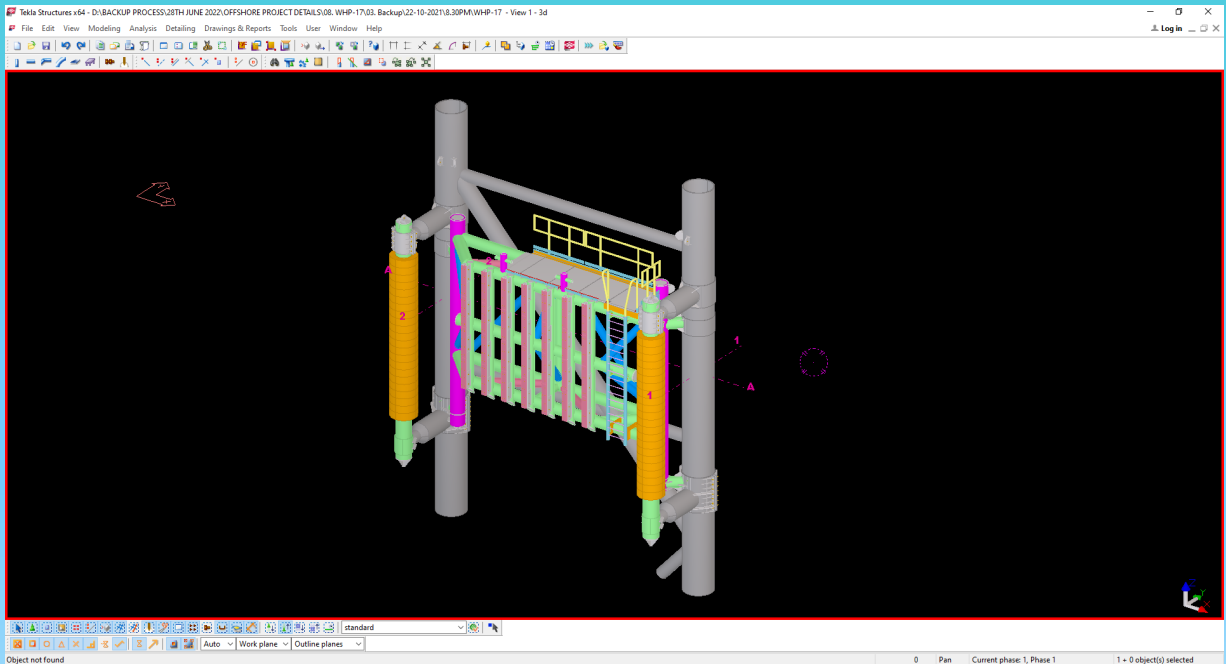 Tekla Structures x64 - D:\BACKUP PROCESS\28TH JUNE 2022\OFFSHORE PROJECT DETAILS\08. WHP-17\03. Backup\22-10-2021\8.30PM\WHP-17 - View 1 - 3d
File Edit View Modeling Analysis Detailing Drawings & Reports Tools User Window Help
Log in
A
2
2
1
A
1
standard
Auto Work plane Outline planes
Object not found 0 Pan Current phase: 1, Phase 1 1 + 0 object(s) selected